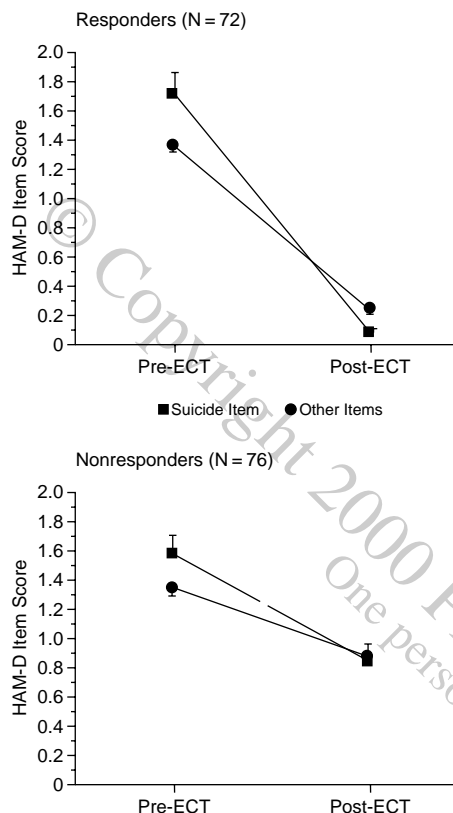 Responders (N = 72)
HAM-D Item Score
2.0
1.8
1.6
1.4
1.2
1.0
0.8
0.6
0.4
0.2
0
Pre-ECT Post-ECT
Suicide Item Other Items
Nonresponders (N = 76)
HAM-D Item Score
2.0
1.8
1.6
1.4
1.2
1.0
0.8
0.6
0.4
0.2
0
Pre-ECT Post-ECT
© Copyright 2000
One